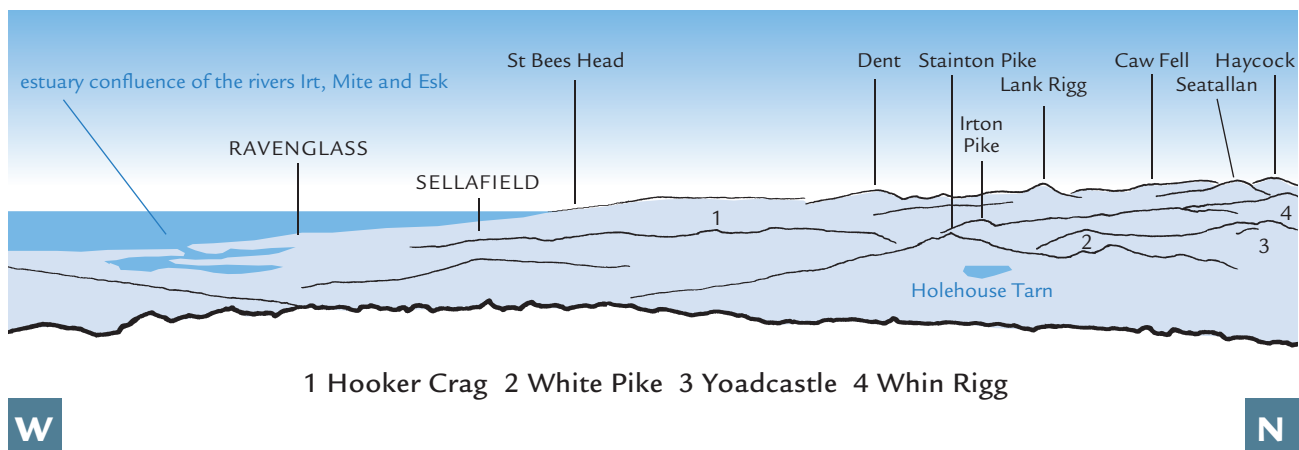 St Bees Head
Dent
Stainton Pike
Caw Fell
Haycock
estuary confluence of the rivers Irt, Mite and Esk
Lank Rigg
Seatallan
Irton
Pike
RAVENGLASS
SELLAFIELD
1
4
2
3
Holehouse Tarn
1 Hooker Crag 2 White Pike 3 Yoadcastle 4 Whin Rigg
W
N